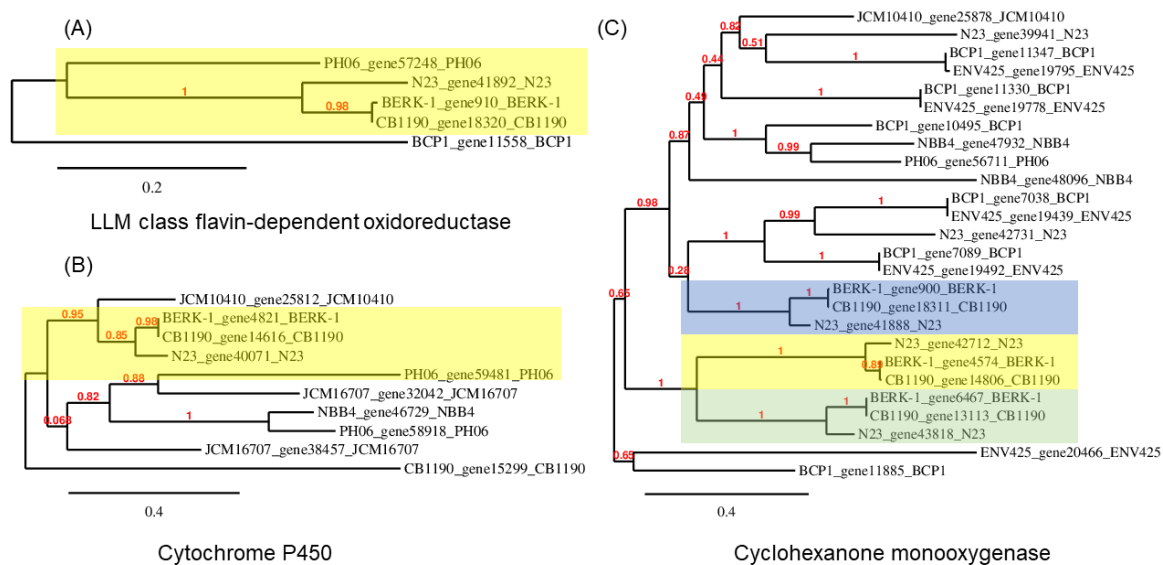 (A)
PH06_gene57248_PH06
N23_gene41892_N23
1
0.98
BERK-1_gene910_BERK-1
CB1190_gene18320_CB1190
BCP1_gene11558_BCP1
0.2
LLM class flavin-dependent oxidoreductase
(B)
JCM10410_gene25812_JCM10410
0.95
0.98
BERK-1_gene4821_BERK-1
0.85
CB1190_gene14616_CB1190
N23_gene40071_N23
0.88
PH06_gene59481_PH06
0.82
JCM16707_gene32042_JCM16707
NBB4_gene46729_NBB4
1
0.068
PH06_gene58918_PH06
JCM16707_gene38457_JCM16707
CB1190_gene15299_CB1190
0.4
Cytochrome P450
(C)
JCM10410_gene25878_JCM10410
0.82
N23_gene39941_N23
0.51
BCP1_gene11347_BCP1
1
0.44
ENV425_gene19795_ENV425
BCP1_gene11330_BCP1
1
0.49
ENV425_gene19778_ENV425
BCP1_gene10495_BCP1
1
0.87
NBB4_gene47932_NBB4
0.99
PH06_gene56711_PH06
NBB4_gene48096_NBB4
BCP1_gene7038_BCP1
1
0.98
0.99
ENV425_gene19439_ENV425
N23_gene42731_N23
1
BCP1_gene7089_BCP1
1
0.28
ENV425_gene19492_ENV425
BERK-1_gene900_BERK-1
0.65
1
1
CB1190_gene18311_CB1190
N23_gene41888_N23
N23_gene42712_N23
1
BERK-1_gene4574_BERK-1
0.89
CB1190_gene14806_CB1190
1
BERK-1_gene6467_BERK-1
1
1
CB1190_gene13113_CB1190
N23_gene43818_N23
0.65
ENV425_gene20466_ENV425
BCP1_gene11885_BCP1
0.4
Cyclohexanone monooxygenase